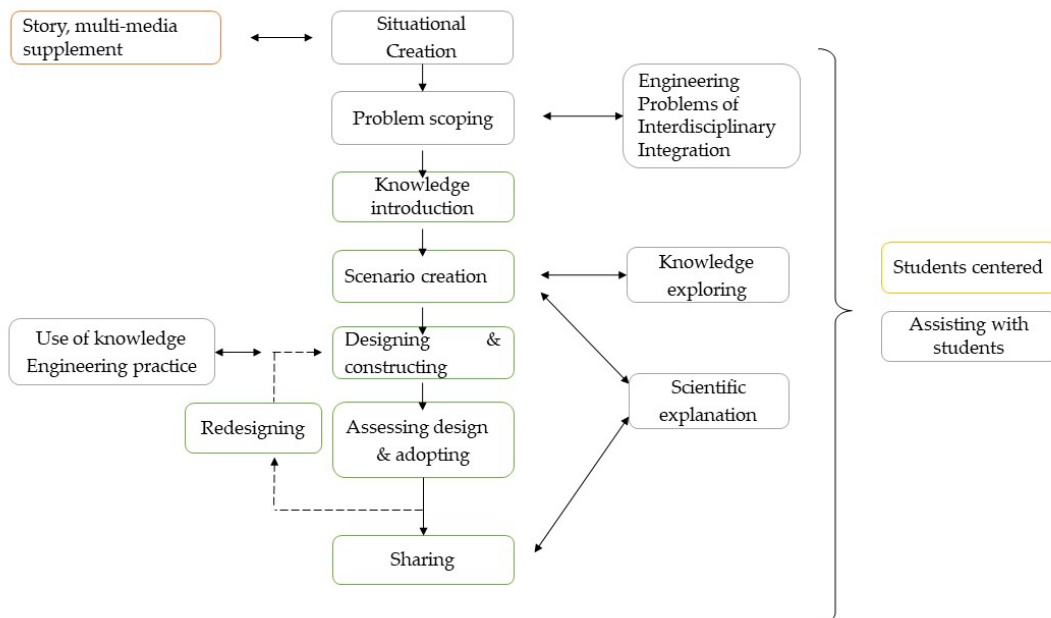 Story, multi-media
supplement
Situational
Creation
Problem scoping
Engineering
Problems of
Interdisciplinary
Integration
Knowledge
introduction
Scenario creation
Knowledge
exploring
Students centered
Assisting with
students
Use of knowledge
Engineering practice
Designing &
constructing
Scientific
explanation
Redesigning
Assessing design
& adopting
Sharing